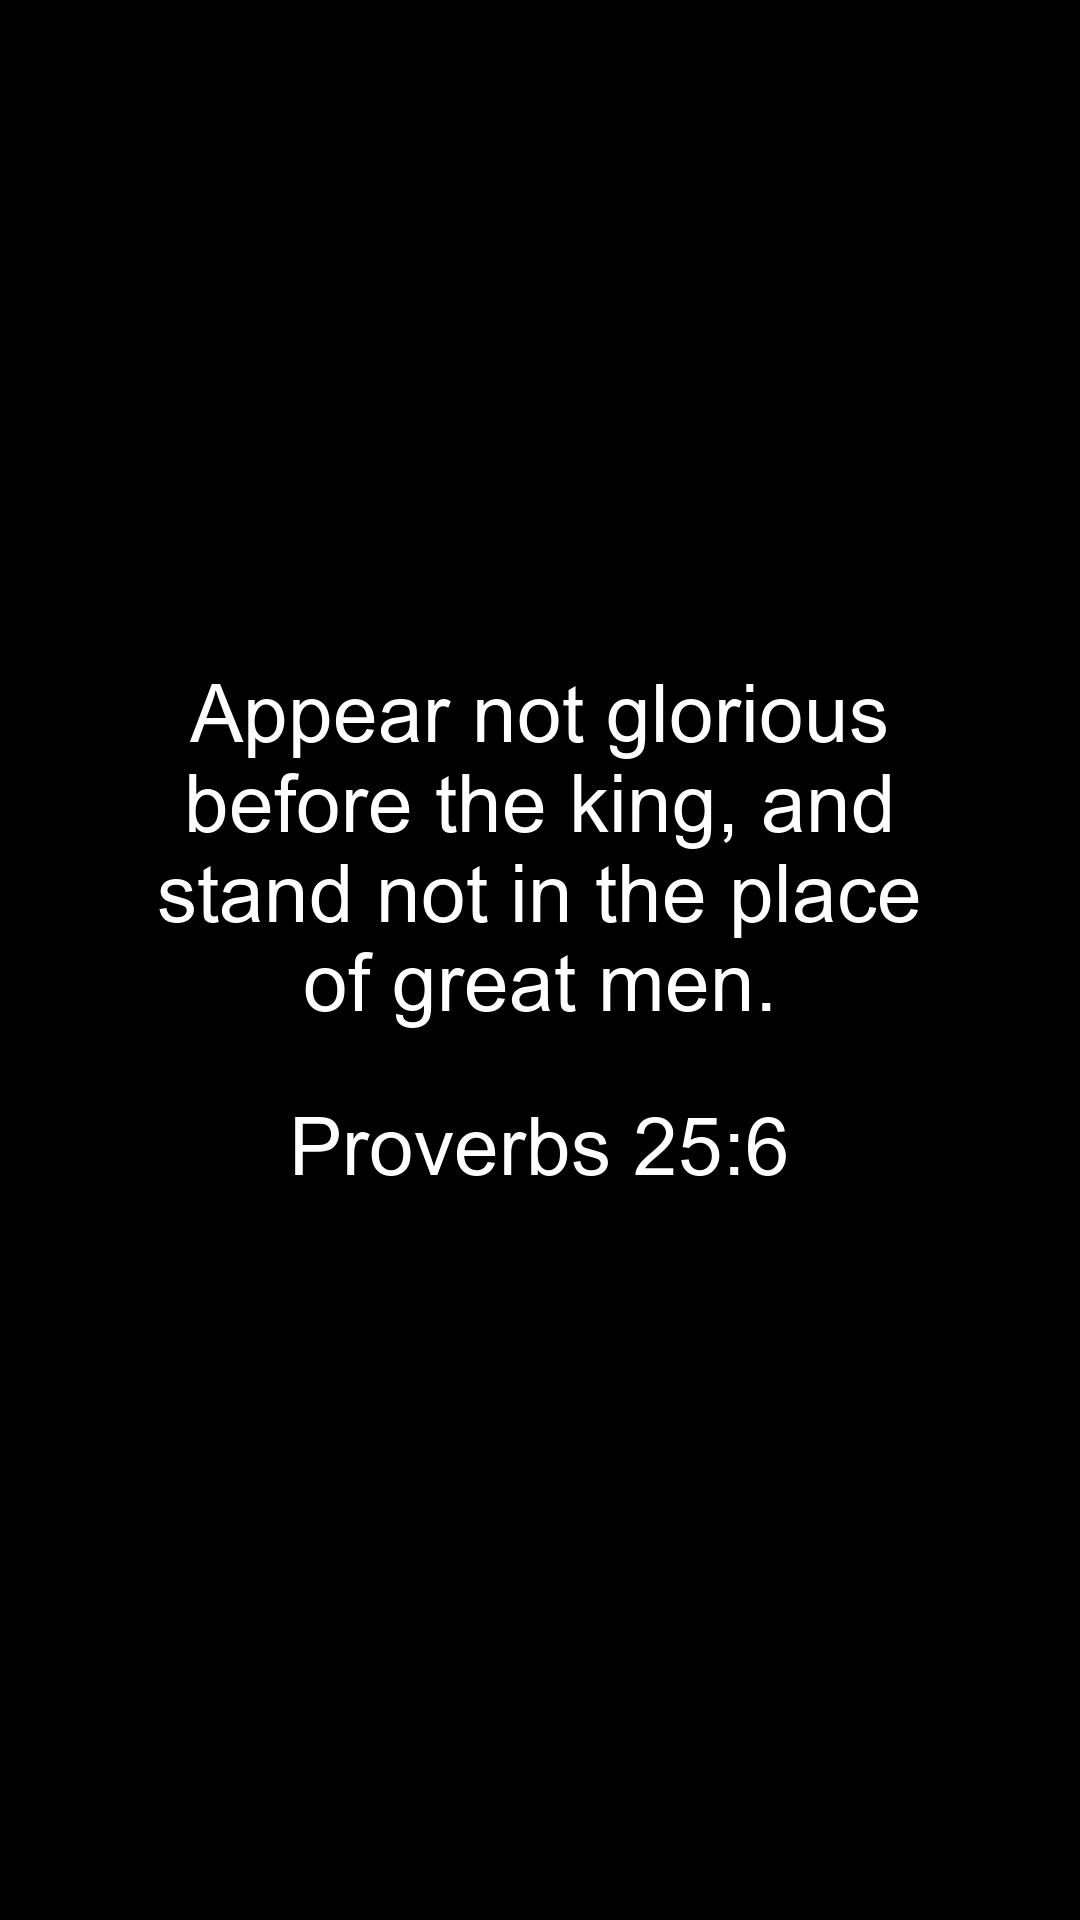 Appear not glorious
before the king, and
stand not in the place
of great men.
Proverbs 25:6